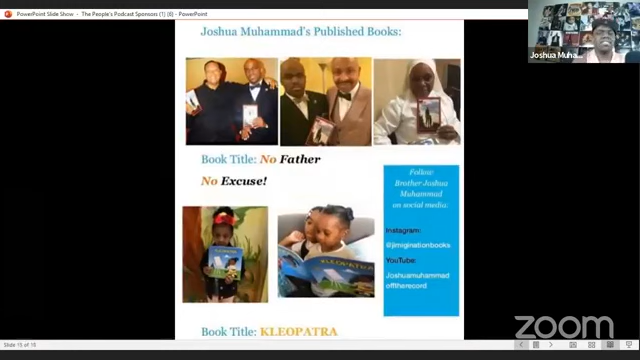 PowerPoint Slide Show - The People's Podcast Sponsors (1) (6) - PowerPoint
Joshua Muha...
Joshua Muhammad's Published Books:
Book Title: No Father
No Excuse!
Follow
Brother Joshua
Muhammad
on social media:
Instagram:
@jimiginationbooks
YouTube:
Joshuamuhammad
offtherecord
KLEOPATRA
Book Title: KLEOPATRA
zoom
Slide 15 of 15